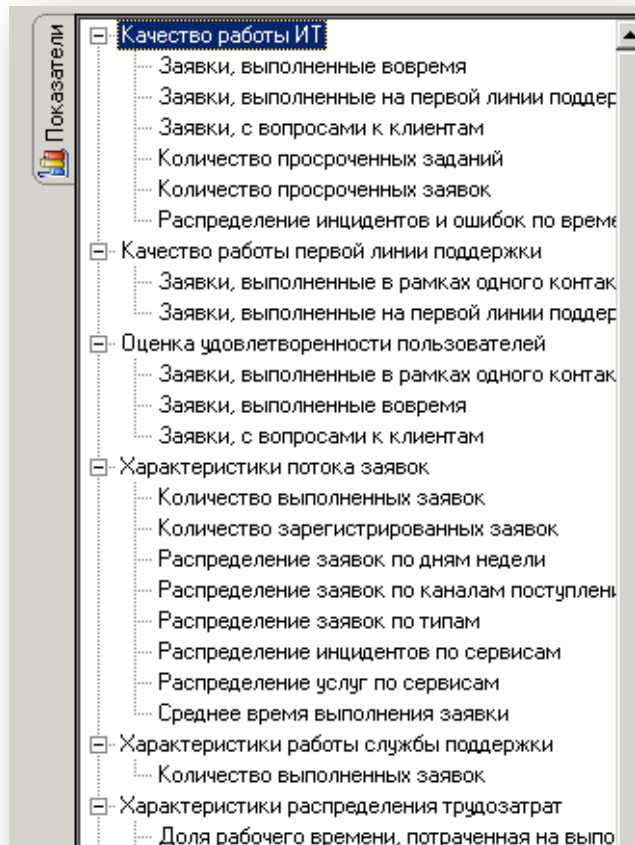 Показатели
Качество работы ИТ
Заявки, выполненные вовремя
Заявки, выполненные на первой линии поддер
Заявки, с вопросами к клиентам
Количество просроченных заданий
Количество просроченных заявок
Распределение инцидентов и ошибок по време
Качество работы первой линии поддержки
Заявки, выполненные в рамках одного контак
Заявки, выполненные на первой линии поддер
Оценка удовлетворенности пользователей
Заявки, выполненные в рамках одного контак
Заявки, выполненные вовремя
Заявки, с вопросами к клиентам
Характеристики потока заявок
Количество выполненных заявок
Количество зарегистрированных заявок
Распределение заявок по дням недели
Распределение заявок по каналам поступлени
Распределение заявок по типам
Распределение инцидентов по сервисам
Распределение услуг по сервисам
Среднее время выполнения заявки
Характеристики работы службы поддержки
Количество выполненных заявок
Характеристики распределения трудозатрат
Доля рабочего времени, потраченная на выпо